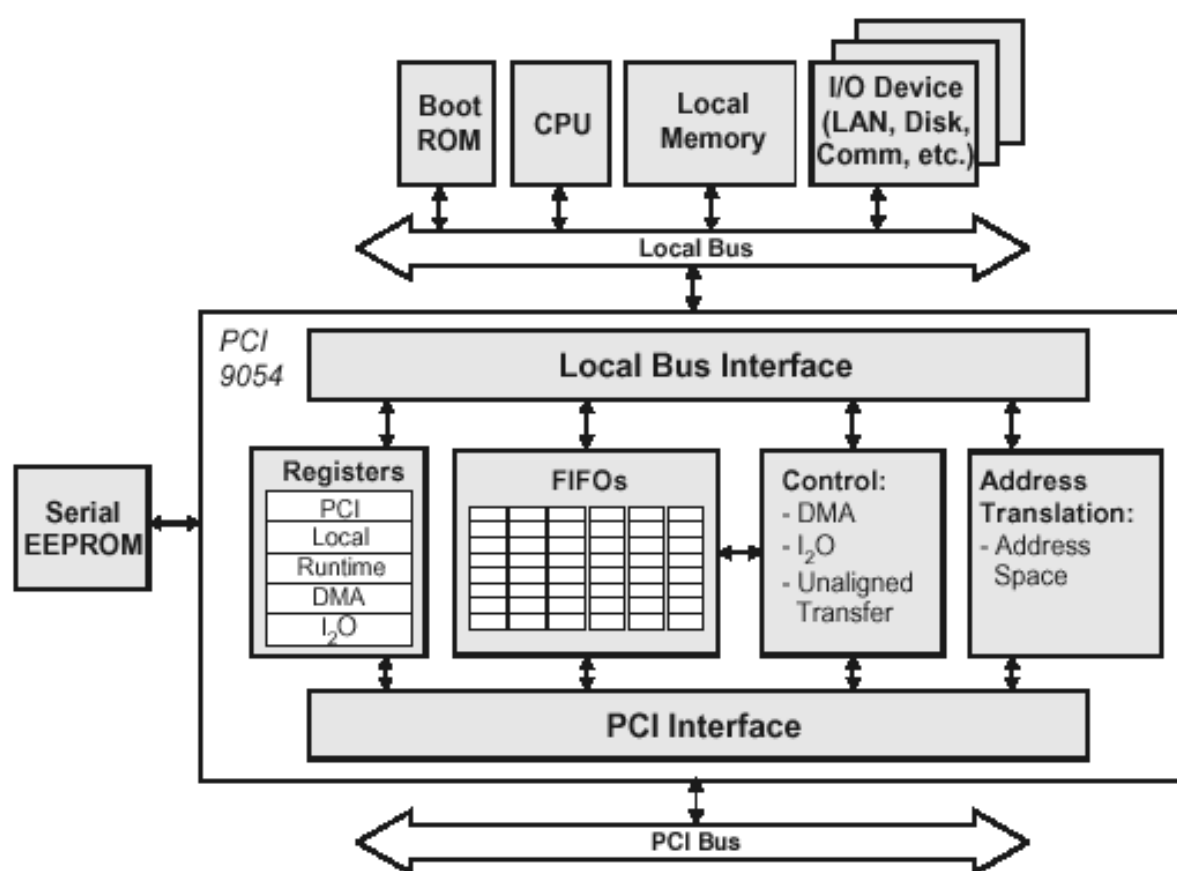 Boot
ROM
CPU
Local
Memory
I/O Device
(LAN, Disk,
Comm, etc.)
Local Bus
PCI
9054
Local Bus Interface
Serial
EEPROM
Registers
PCI
Local
Runtime
DMA
I₂O
FIFOs
Control:
- DMA
- I₂O
- Unaligned
Transfer
Address
Translation:
- Address
Space
PCI Interface
PCI Bus